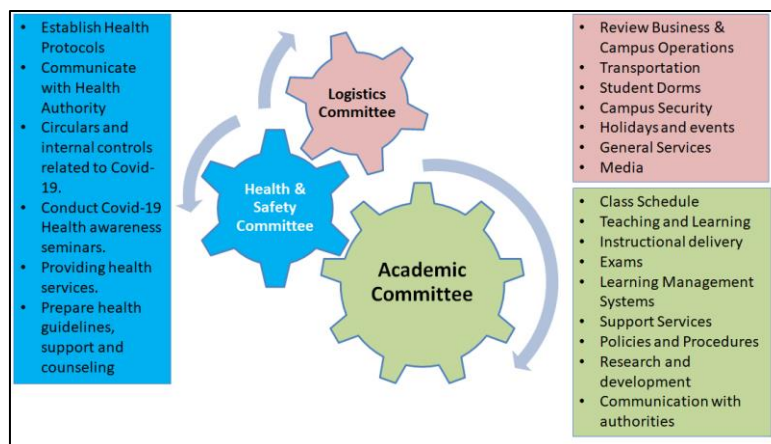 • Establish Health
Protocols
• Communicate
with Health
Authority
• Circulars and
internal controls
related to Covid-
19.
• Conduct Covid-19
Health awareness
seminars.
• Providing health
services.
• Prepare health
guidelines,
support and
counseling
Logistics
Committee
Health &
Safety
Committee
Academic
Committee
• Review Business &
Campus Operations
• Transportation
• Student Dorms
• Campus Security
• Holidays and events
• General Services
• Media
• Class Schedule
• Teaching and Learning
• Instructional delivery
• Exams
• Learning Management
Systems
• Support Services
• Policies and Procedures
• Research and
development
• Communication with
authorities